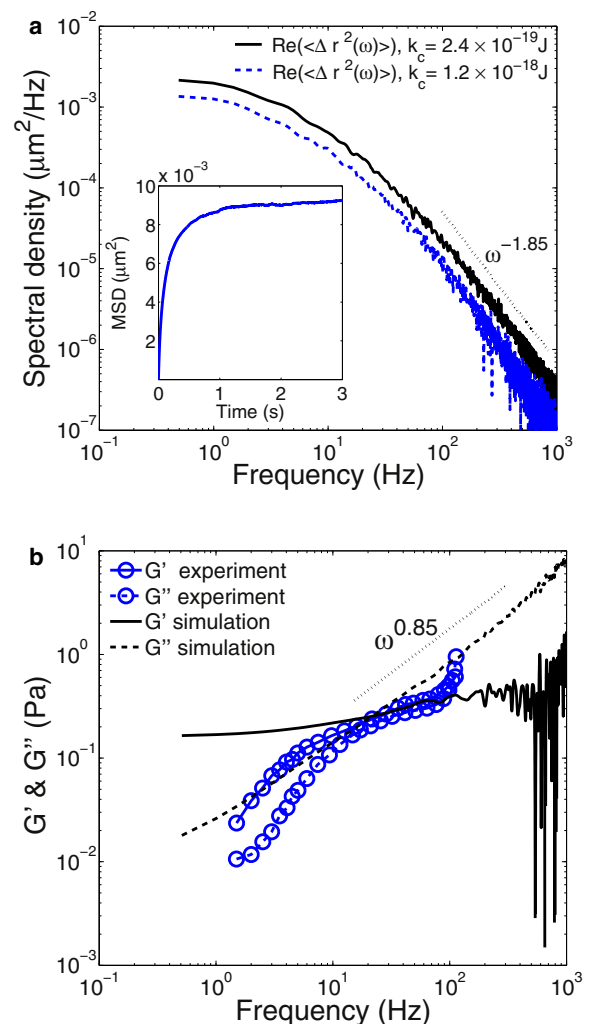 a
10^-2
Re(<Δ r^2(ω)>), k_c = 2.4 × 10^-19 J
Re(<Δ r^2(ω)>), k_c = 1.2 × 10^-18 J
10^-3
10^-4
10^-5
10^-6
10^-7
Spectral density (μm^2/Hz)
10 × 10^-3
8
6
4
2
MSD (μm^2)
0 1 2 3
Time (s)
ω^-1.85
10^-1 10^0 10^1 10^2 10^3
Frequency (Hz)
b
10^1
G' experiment
G'' experiment
G' simulation
G'' simulation
ω^0.85
10^0
10^-1
10^-2
10^-3
G' & G'' (Pa)
10^-1 10^0 10^1 10^2 10^3
Frequency (Hz)